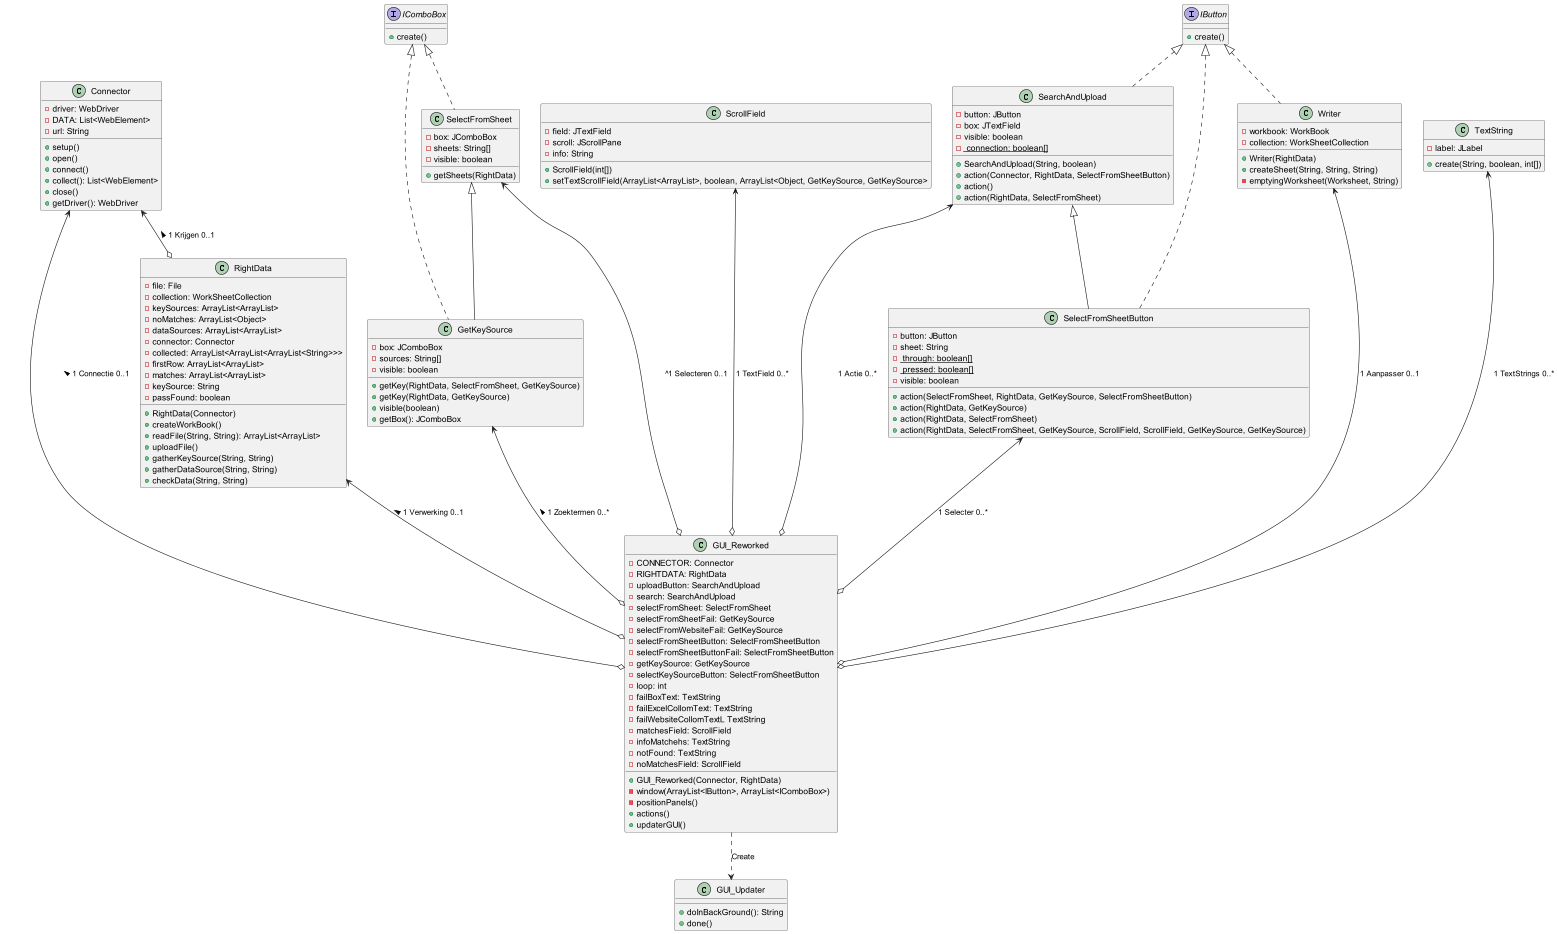 IComboBox
create()
IButton
create()
Connector
driver: WebDriver
DATA: List<WebElement>
url: String
setup()
open()
connect()
collect(): List<WebElement>
close()
getDriver(): WebDriver
SelectFromSheet
box: JComboBox
sheets: String[]
visible: boolean
getSheets(RightData)
ScrollField
field: JTextField
scroll: JScrollPane
info: String
ScrollField(int[])
setTextScrollField(ArrayList<ArrayList>, boolean, ArrayList<Object, GetKeySource, GetKeySource>
SearchAndUpload
button: JButton
box: JTextField
visible: boolean
connection: boolean[]
SearchAndUpload(String, boolean)
action(Connector, RightData, SelectFromSheetButton)
action()
action(RightData, SelectFromSheet)
Writer
workbook: WorkBook
collection: WorkSheetCollection
Writer(RightData)
createSheet(String, String, String)
emptyingWorksheet(Worksheet, String)
TextString
label: JLabel
create(String, boolean, int[])
1 Krijgen 0..1
RightData
file: File
collection: WorkSheetCollection
keySources: ArrayList<ArrayList>
noMatches: ArrayList<Object>
dataSources: ArrayList<ArrayList>
connector: Connector
collected: ArrayList<ArrayList<ArrayList<String>>>
firstRow: ArrayList<ArrayList>
matches: ArrayList<ArrayList>
keySource: String
passFound: boolean
RightData(Connector)
createWorkBook()
readFile(String, String): ArrayList<ArrayList>
uploadFile()
gatherKeySource(String, String)
gatherDataSource(String, String)
checkData(String, String)
GetKeySource
box: JComboBox
sources: String[]
visible: boolean
getKey(RightData, SelectFromSheet, GetKeySource)
getKey(RightData, GetKeySource)
visible(boolean)
getBox(): JComboBox
SelectFromSheetButton
button: JButton
sheet: String
through: boolean[]
pressed: boolean[]
visible: boolean
action(SelectFromSheet, RightData, GetKeySource, SelectFromSheetButton)
action(RightData, GetKeySource)
action(RightData, SelectFromSheet)
action(RightData, SelectFromSheet, GetKeySource, ScrollField, ScrollField, GetKeySource, GetKeySource)
1 Connectie 0..1
^1 Selecteren 0..1
1 TextField 0..*
1 Actie 0..*
1 Aanpasser 0..1
1 TextStrings 0..*
1 Verwerking 0..1
1 Zoektermen 0..*
1 Selecter 0..*
GUI_Reworked
CONNECTOR: Connector
RIGHTDATA: RightData
uploadButton: SearchAndUpload
search: SearchAndUpload
selectFromSheet: SelectFromSheet
selectFromSheetFail: GetKeySource
selectFromWebsiteFail: GetKeySource
selectFromSheetButton: SelectFromSheetButton
selectFromSheetButtonFail: SelectFromSheetButton
getKeySource: GetKeySource
selectKeySourceButton: SelectFromSheetButton
loop: int
failBoxText: TextString
failExcelCollomText: TextString
failWebsiteCollomTextL TextString
matchesField: ScrollField
infoMatchehs: TextString
notFound: TextString
noMatchesField: ScrollField
GUI_Reworked(Connector, RightData)
window(ArrayList<IButton>, ArrayList<IComboBox>)
positionPanels()
actions()
updaterGUI()
Create
GUI_Updater
doInBackGround(): String
done()